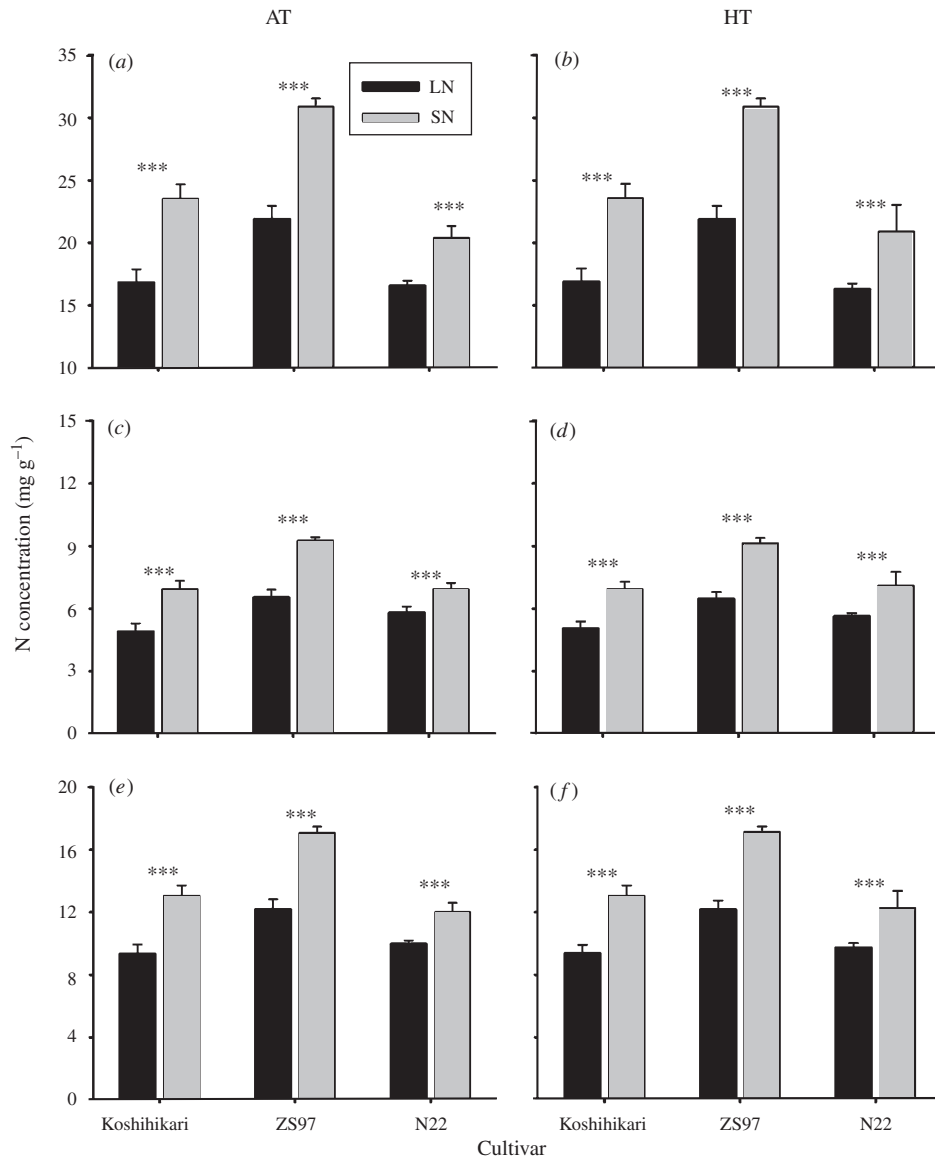 AT
HT
(a)
LN
SN
(b)
35
30
25
20
15
10
***
***
***
***
***
***
(c)
(d)
15
12
9
6
3
0
***
***
***
***
***
***
N concentration (mg g⁻¹)
(e)
(f)
20
16
12
8
4
0
***
***
***
***
***
***
Koshihikari ZS97 N22
Koshihikari ZS97 N22
Cultivar